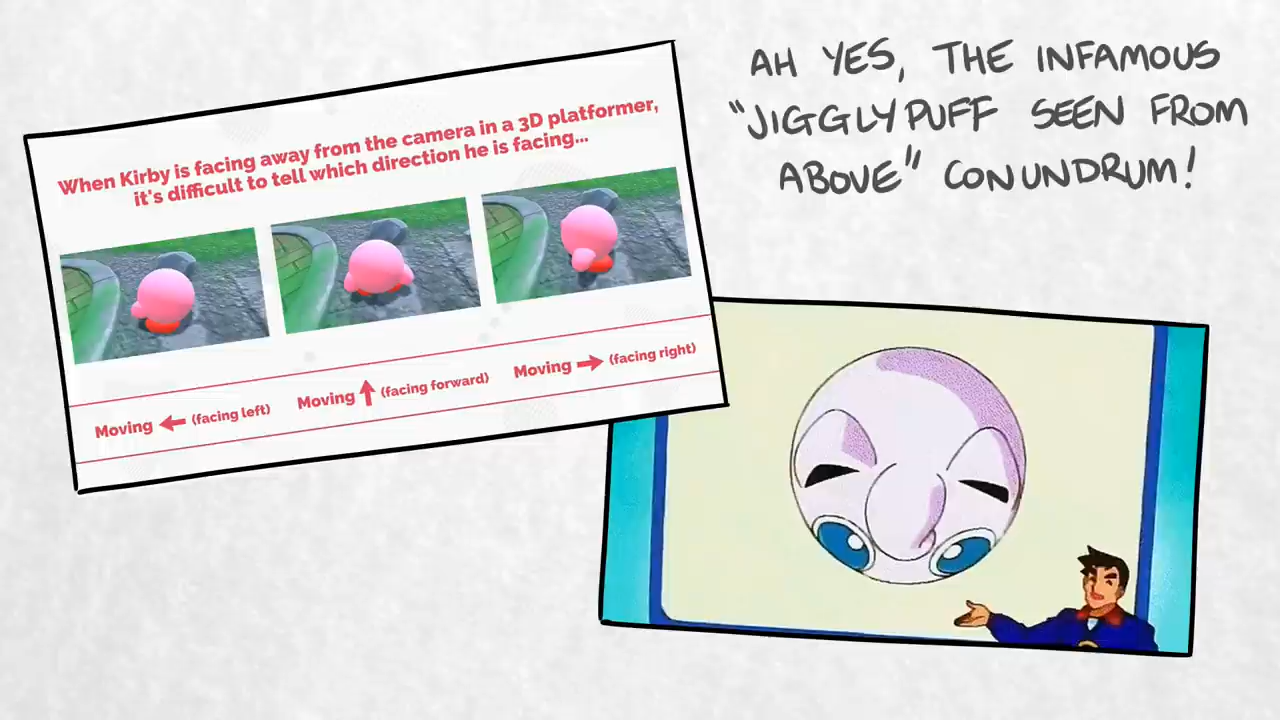 When Kirby is facing away from the camera in a 3D platformer,
it's difficult to tell which direction he is facing...
Moving ← (facing left)
Moving ↑ (facing forward)
Moving → (facing right)
AH YES, THE INFAMOUS
"JIGGLYPUFF SEEN FROM
ABOVE" CONUNDRUM!